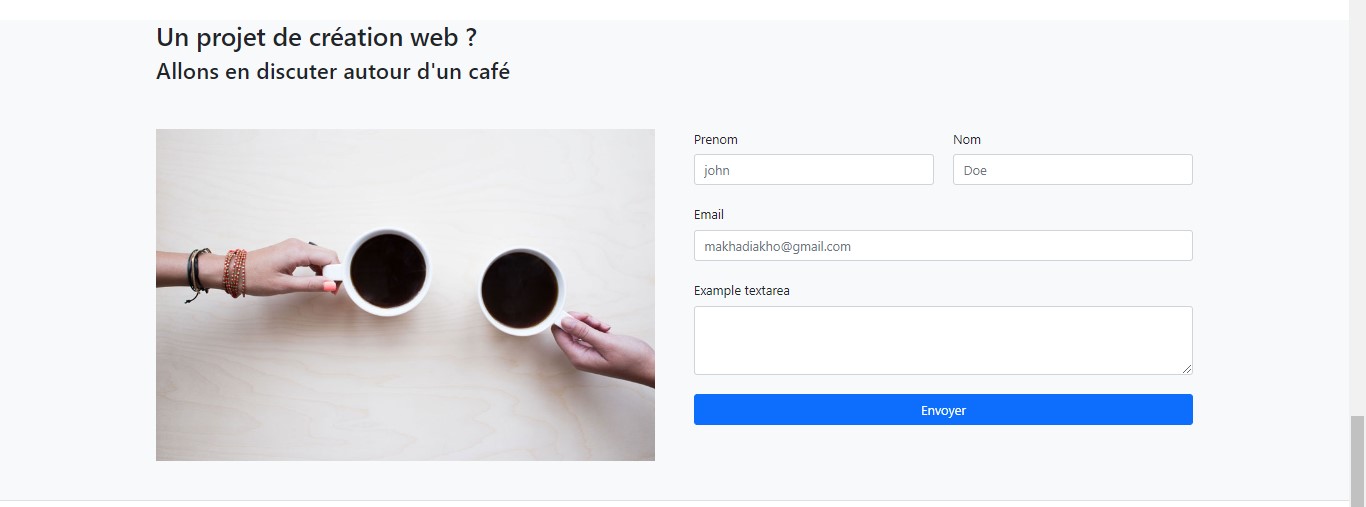 Un projet de création web ?
Allons en discuter autour d'un café
Prenom
Nom
john
Doe
Email
makhadiakho@gmail.com
Example textarea
Envoyer